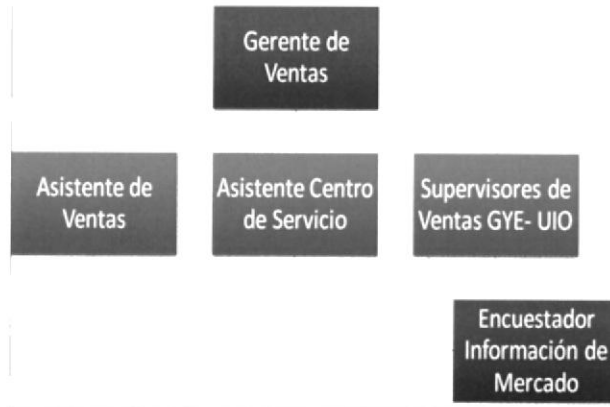 Gerente de
Ventas
Asistente de
Ventas
Asistente Centro
de Servicio
Supervisores de
Ventas GYE- UIO
Encuestador
Información de
Mercado